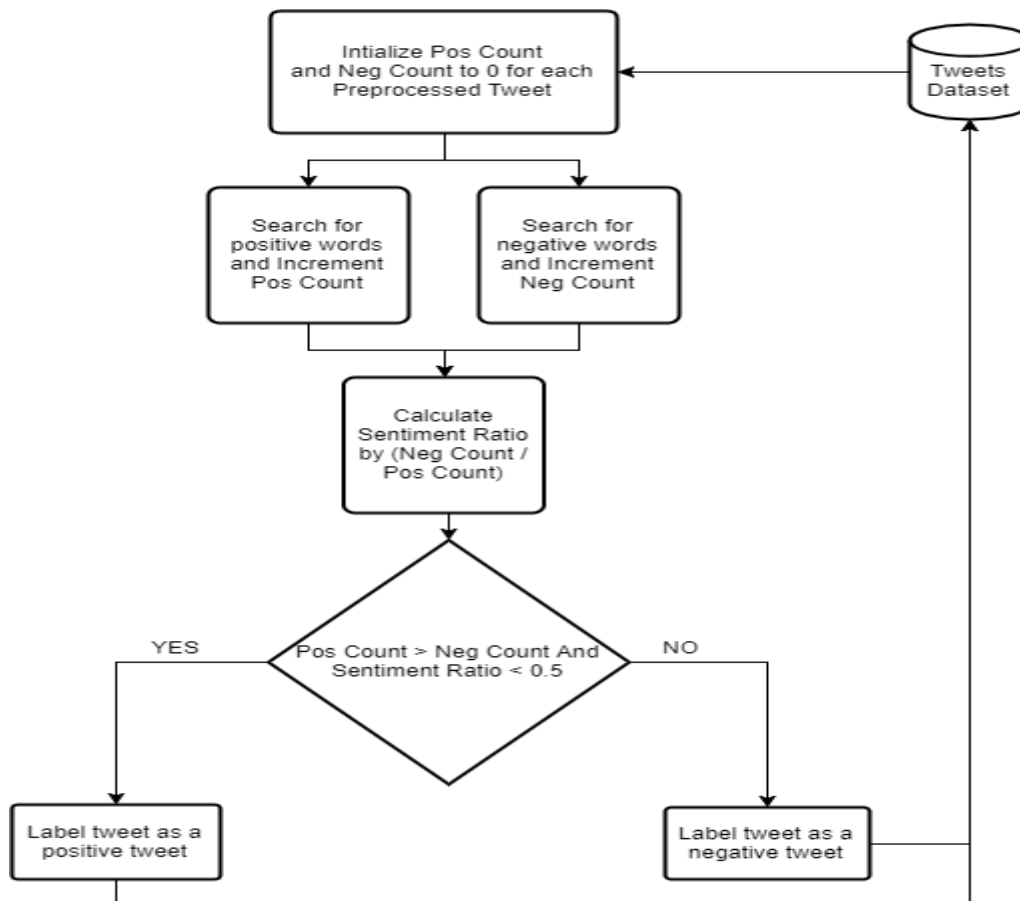 Intialize Pos Count
and Neg Count to 0 for each
Preprocessed Tweet
Tweets
Dataset
Search for
positive words
and Increment
Pos Count
Search for
negative words
and Increment
Neg Count
Calculate
Sentiment Ratio
by (Neg Count /
Pos Count)
YES
Pos Count > Neg Count And
Sentiment Ratio < 0.5
NO
Label tweet as a
positive tweet
Label tweet as a
negative tweet